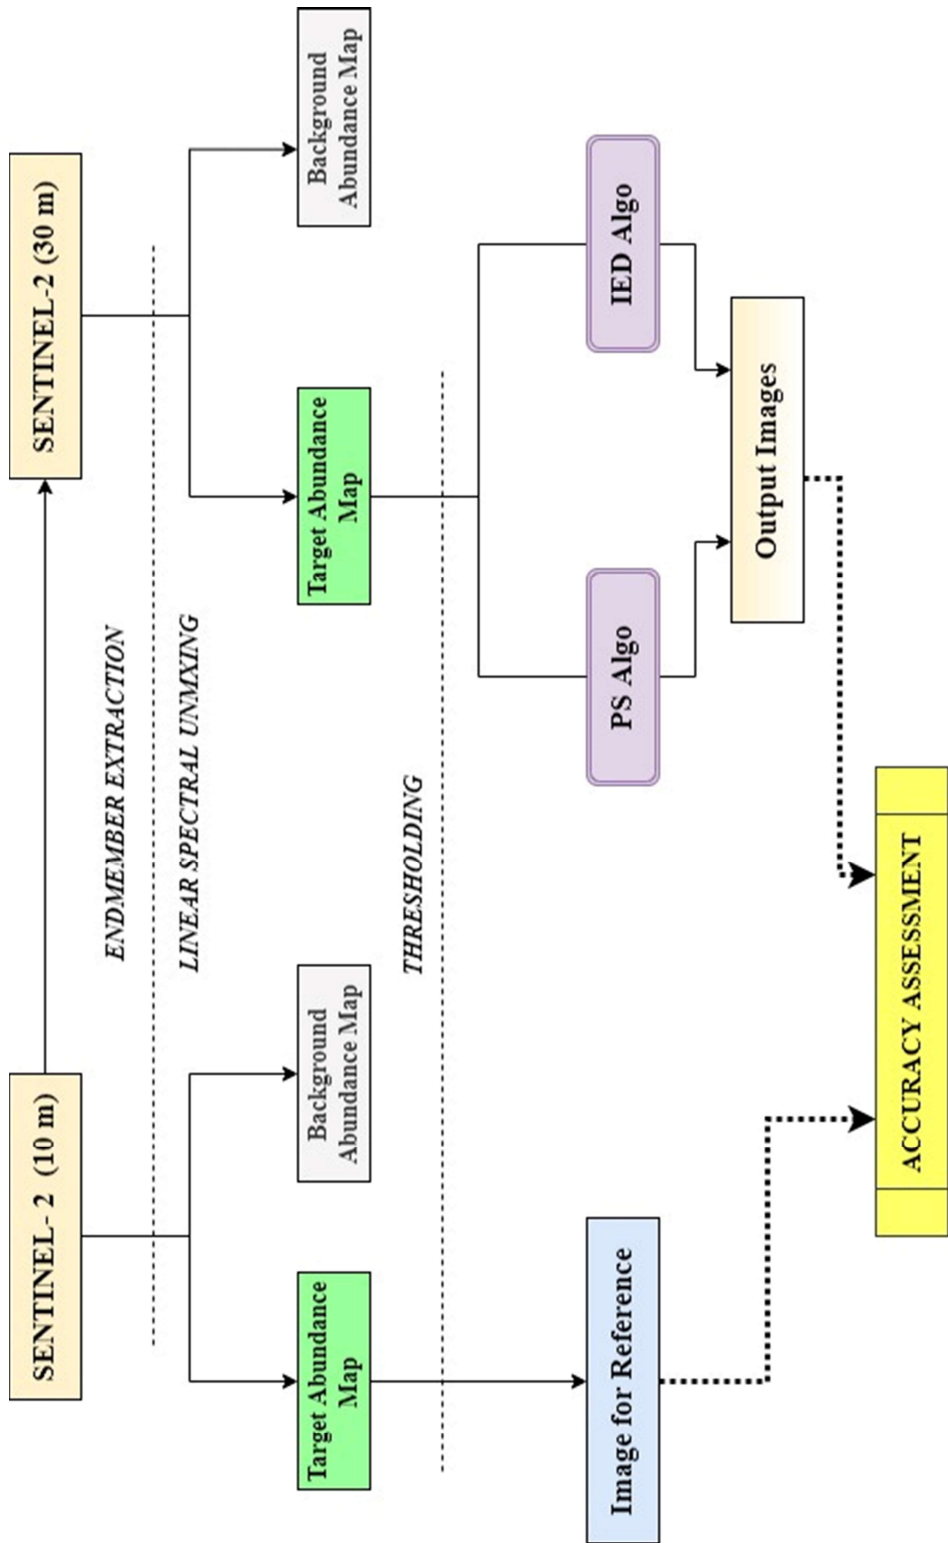 SENTINEL- 2 (10 m)
SENTINEL-2 (30 m)
ENDMEMBER EXTRACTION
LINEAR SPECTRAL UNMXING
Target Abundance
Map
Background
Abundance Map
Target Abundance
Map
Background
Abundance Map
THRESHOLDING
Image for Reference
PS Algo
IED Algo
Output Images
ACCURACY ASSESSMENT